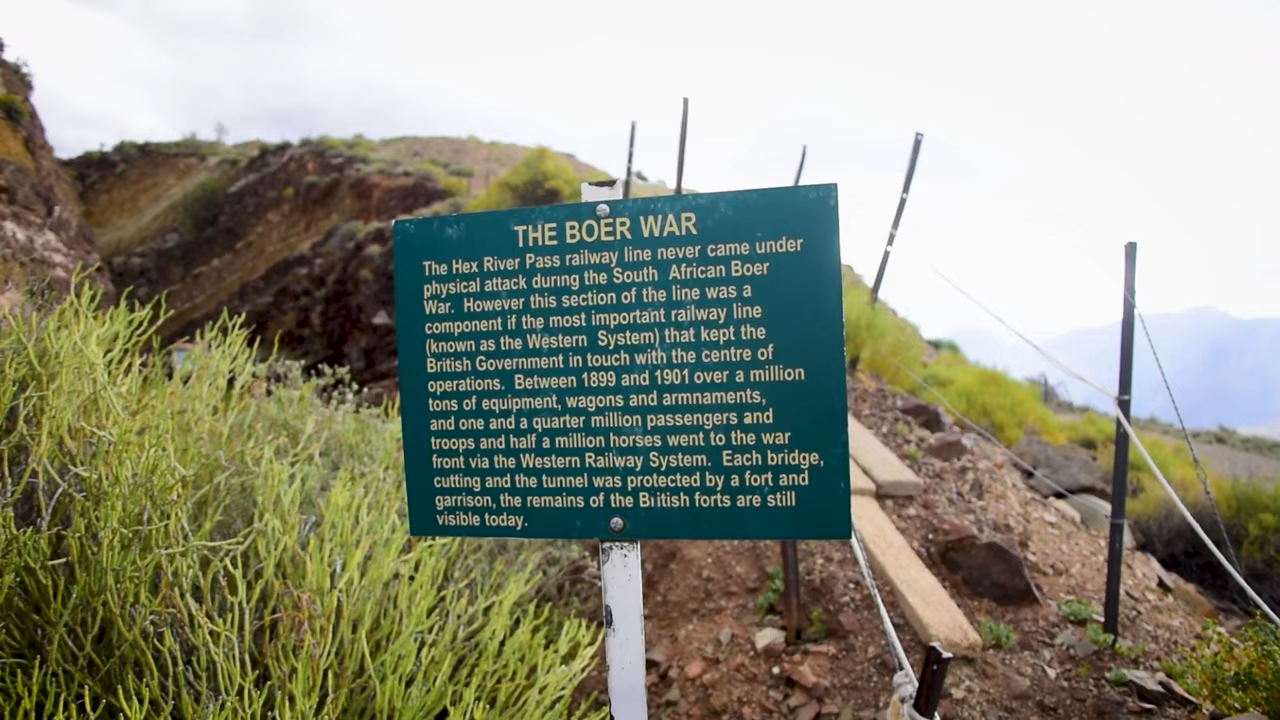 THE BOER WAR
The Hex River Pass railway line never came under
physical attack during the South African Boer
War. However this section of the line was a
component if the most important railway line
(known as the Western System) that kept the
British Government in touch with the centre of
operations. Between 1899 and 1901 over a million
tons of equipment, wagons and armnaments,
and one and a quarter million passengers and
troops and half a million horses went to the war
front via the Western Railway System. Each bridge,
cutting and the tunnel was protected by a fort and
garrison, the remains of the British forts are still
visible today.